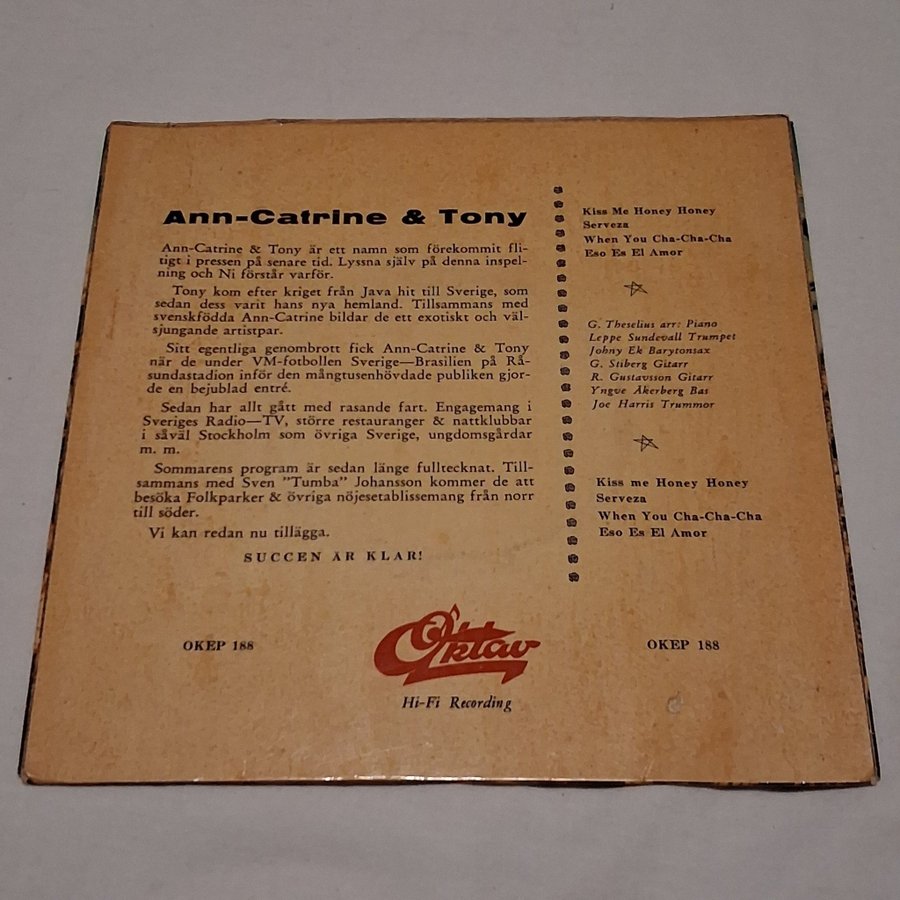 Ann-Catrine & Tony
Ann-Catrine & Tony är ett namn som förekommit fli-
tigt i pressen på senare tid. Lyssna själv på denna inspel-
ning och Ni förstår varför.
Tony kom efter kriget från Java hit till Sverige, som
sedan dess varit hans nya hemland. Tillsammans med
svenskfödda Ann-Catrine bildar de ett exotiskt och väl-
sjungande artistpar.
Sitt egentliga genombrott fick Ann-Catrine & Tony
när de under VM-fotbollen Sverige—Brasilien på Rå-
sundastadion inför den mångtusenhövdade publiken gjor-
de en bejublad entré.
Sedan har allt gått med rasande fart. Engagemang i
Sveriges Radio—TV, större restauranger & nattklubbar
i såväl Stockholm som övriga Sverige, ungdomsgårdar
m. m.
Sommarens program är sedan länge fulltecknat. Till-
sammans med Sven ”Tumba” Johansson kommer de att
besöka Folkparker & övriga nöjesetablissemang från norr
till söder.
Vi kan redan nu tillägga.
SUCCEN ÄR KLAR!
Kiss Me Honey Honey
Serveza
When You Cha-Cha-Cha
Eso Es El Amor
G. Theselius arr: Piano
Leppe Sundevall Trumpet
Johny Ek Barytonsax
G. Stiberg Gitarr
R. Gustavsson Gitarr
Yngve Åkerberg Bas
Joe Harris Trummor
Kiss me Honey Honey
Serveza
When You Cha-Cha-Cha
Eso Es El Amor
OKEP 188
Oktav
Hi-Fi Recording
OKEP 188